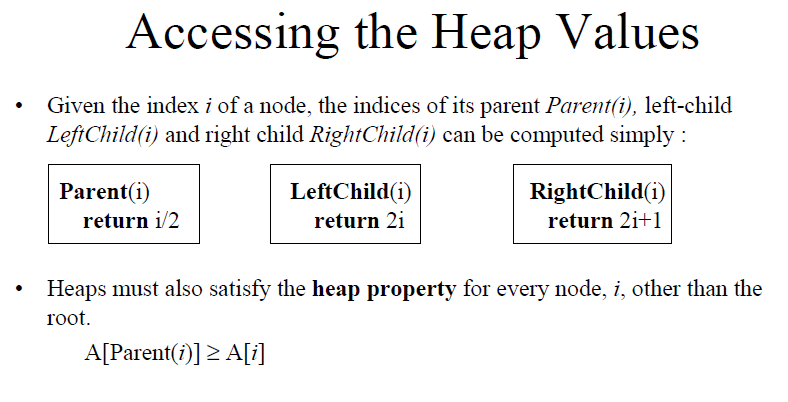 Accessing the Heap Values
• Given the index i of a node, the indices of its parent Parent(i), left-child
LeftChild(i) and right child RightChild(i) can be computed simply :
Parent(i)
return i/2
LeftChild(i)
return 2i
RightChild(i)
return 2i+1
• Heaps must also satisfy the heap property for every node, i, other than the
root.
A[Parent(i)] ≥ A[i]